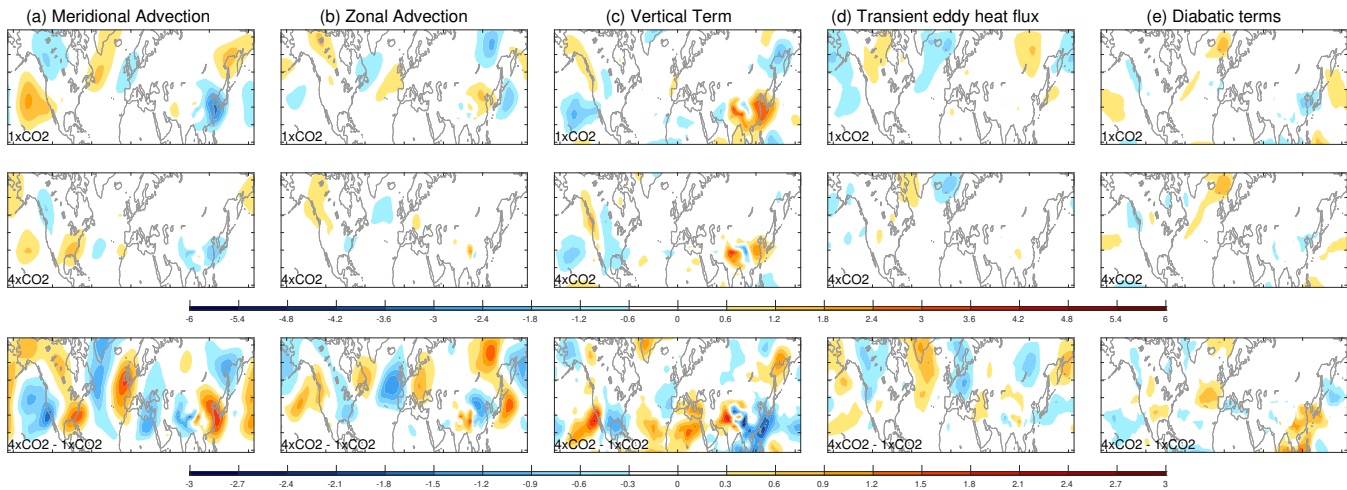 (a) Meridional Advection (b) Zonal Advection (c) Vertical Term (d) Transient eddy heat flux (e) Diabatic terms
1xCO2 1xCO2 1xCO2 1xCO2 1xCO2
4xCO2 4xCO2 4xCO2 4xCO2 4xCO2
-6 -5.4 -4.8 -4.2 -3.6 -3 -2.4 -1.8 -1.2 -0.6 0 0.6 1.2 1.8 2.4 3 3.6 4.2 4.8 5.4 6
4xCO2 - 1xCO2 4xCO2 - 1xCO2 4xCO2 - 1xCO2 4xCO2 - 1xCO2 4xCO2 - 1xCO2
-3 -2.7 -2.4 -2.1 -1.8 -1.5 -1.2 -0.9 -0.6 -0.3 0 0.3 0.6 0.9 1.2 1.5 1.8 2.1 2.4 2.7 3